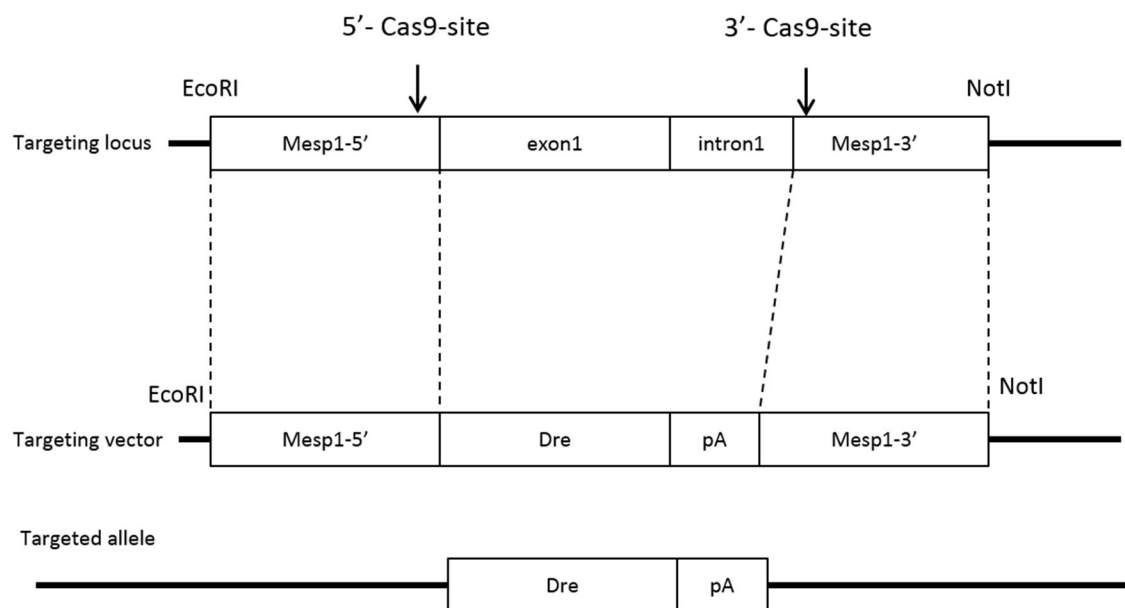 5’- Cas9-site 3’- Cas9-site
EcoRI NotI
Targeting locus Mesp1-5’ exon1 intron1 Mesp1-3’
EcoRI NotI
Targeting vector Mesp1-5’ Dre pA Mesp1-3’
Targeted allele
Dre pA